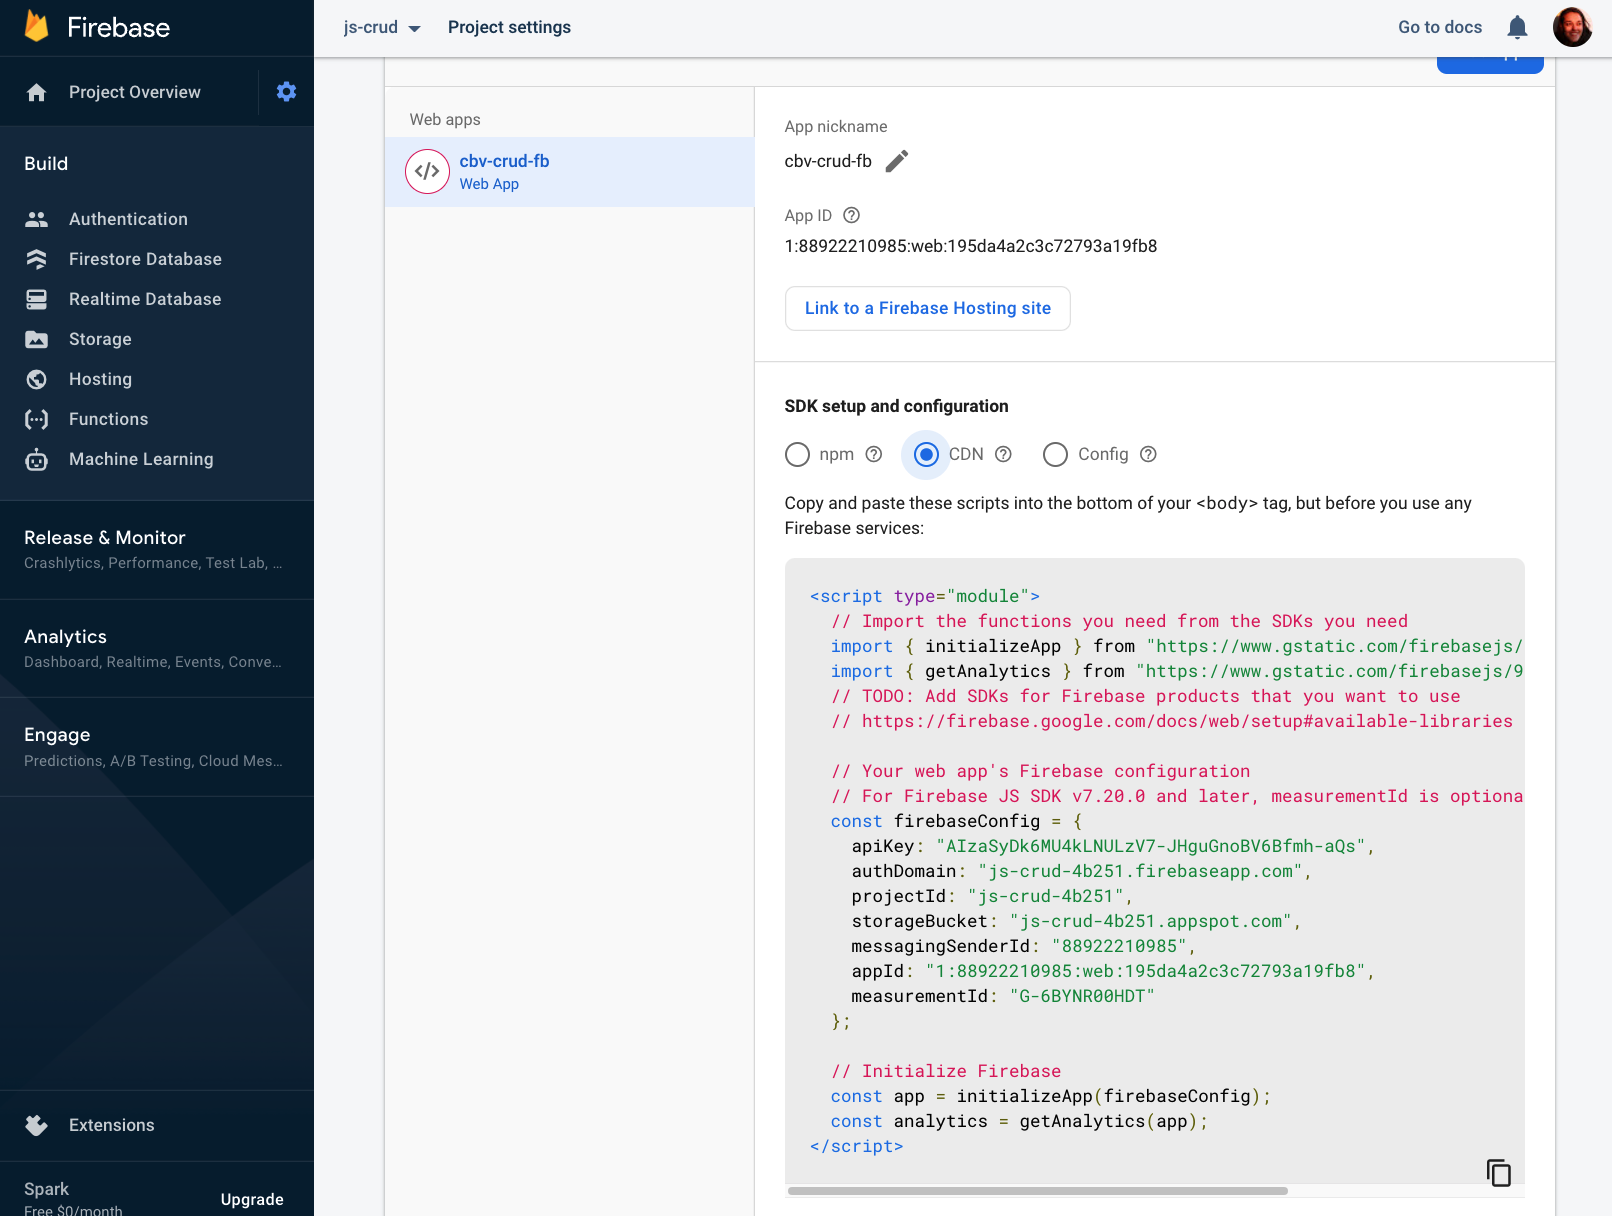 Firebase
js-crud
Project settings
Go to docs
Project Overview
Build
Authentication
Firestore Database
Realtime Database
Storage
Hosting
Functions
Machine Learning
Release & Monitor
Crashlytics, Performance, Test Lab, ...
Analytics
Dashboard, Realtime, Events, Conve...
Engage
Predictions, A/B Testing, Cloud Mes...
Extensions
Spark
Free $0/month
Upgrade
Web apps
</>
cbv-crud-fb
Web App
App nickname
cbv-crud-fb
App ID
1:88922210985:web:195da4a2c3c72793a19fb8
Link to a Firebase Hosting site
SDK setup and configuration
npm
CDN
Config
Copy and paste these scripts into the bottom of your <body> tag, but before you use any
Firebase services:
<script type="module">
// Import the functions you need from the SDKs you need
import { initializeApp } from "https://www.gstatic.com/firebasejs/
import { getAnalytics } from "https://www.gstatic.com/firebasejs/9
// TODO: Add SDKs for Firebase products that you want to use
// https://firebase.google.com/docs/web/setup#available-libraries
// Your web app's Firebase configuration
// For Firebase JS SDK v7.20.0 and later, measurementId is optiona
const firebaseConfig = {
apiKey: "AIzaSyDk6MU4kLNULzV7-JHguGnoBV6Bfmh-aQs",
authDomain: "js-crud-4b251.firebaseapp.com",
projectId: "js-crud-4b251",
storageBucket: "js-crud-4b251.appspot.com",
messagingSenderId: "88922210985",
appId: "1:88922210985:web:195da4a2c3c72793a19fb8",
measurementId: "G-6BYNR00HDT"
};
// Initialize Firebase
const app = initializeApp(firebaseConfig);
const analytics = getAnalytics(app);
</script>